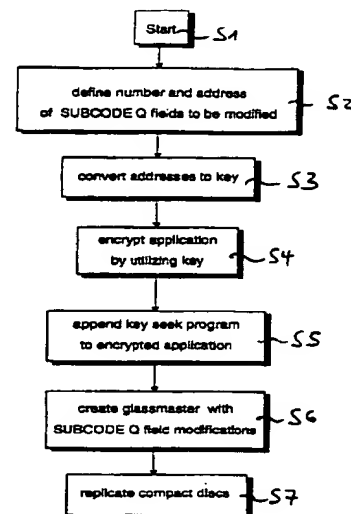 Start S1
define number and address
of SUBCODE Q fields to be modified S2
convert addresses to key S3
encrypt application
by utilizing key S4
append key seek program
to encrypted application S5
create glassmaster with
SUBCODE Q field modifications S6
replicate compact discs S7